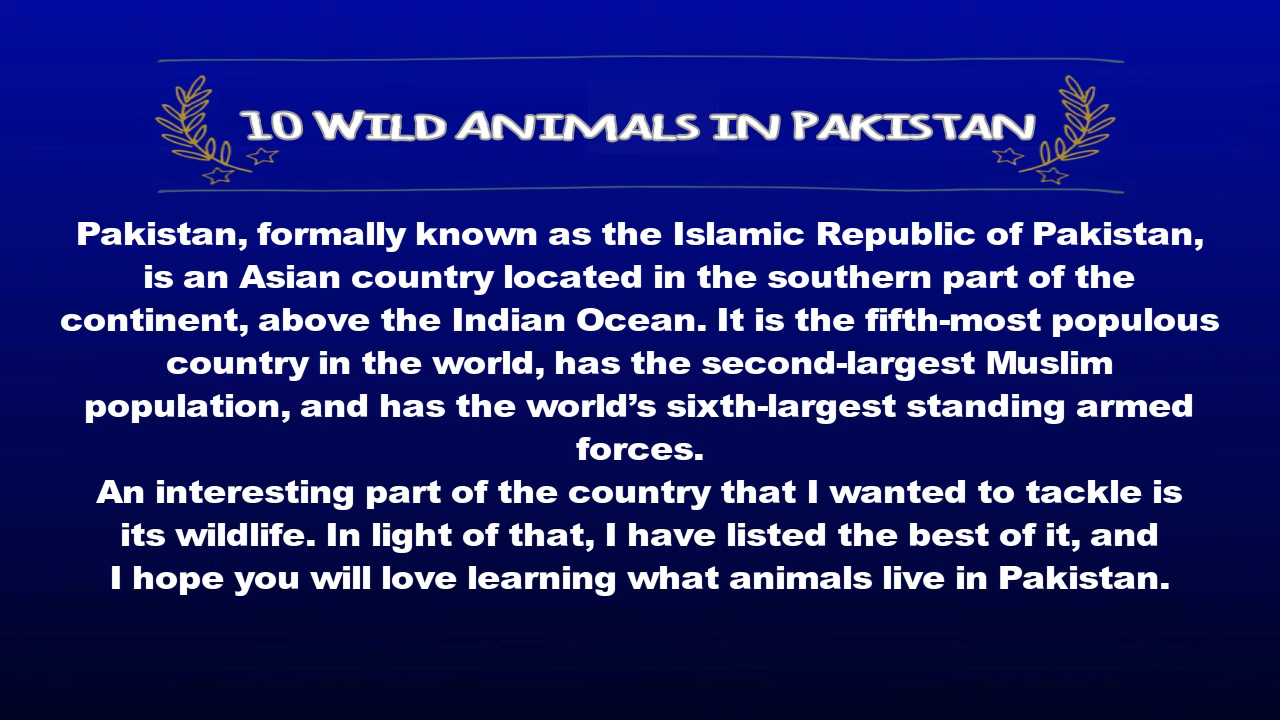 10 WILD ANIMALS IN PAKISTAN
Pakistan, formally known as the Islamic Republic of Pakistan,
is an Asian country located in the southern part of the
continent, above the Indian Ocean. It is the fifth-most populous
country in the world, has the second-largest Muslim
population, and has the world’s sixth-largest standing armed
forces.
An interesting part of the country that I wanted to tackle is
its wildlife. In light of that, I have listed the best of it, and
I hope you will love learning what animals live in Pakistan.